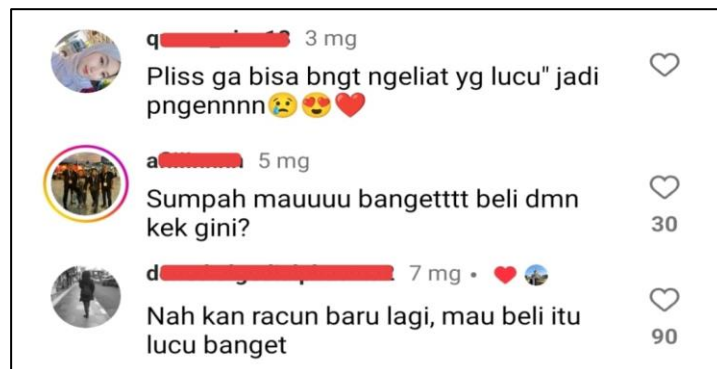 3 mg
Pliss ga bisa bngt ngeliat yg lucu" jadi
pngennnn😢😍❤️
5 mg
Sumpah mauuuu bangetttt beli dmn
kek gini?
30
7 mg •
Nah kan racun baru lagi, mau beli itu
lucu banget
90